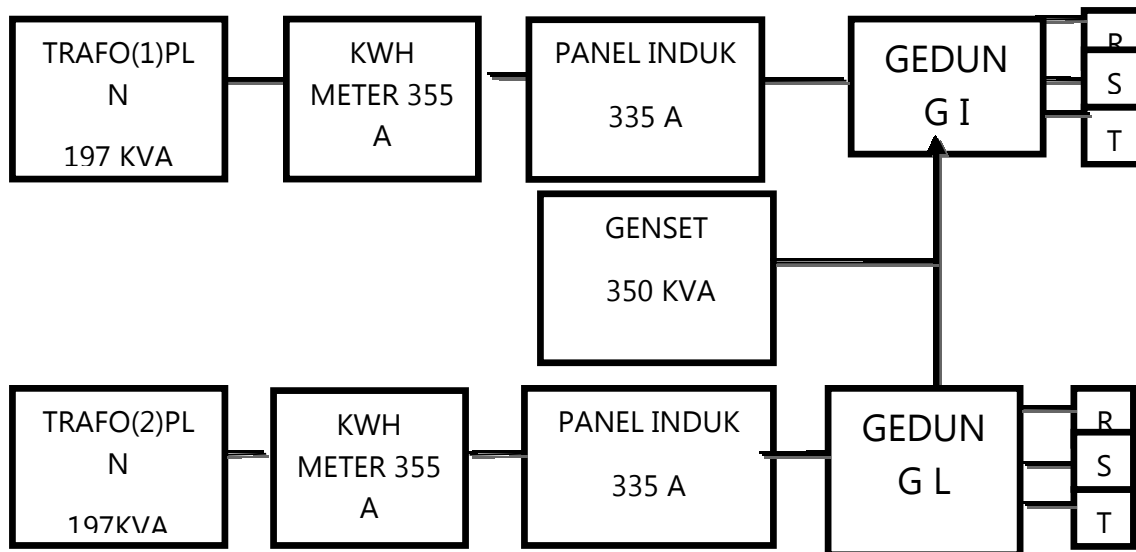 TRAFO(1)PL
N
197 KVA
KWH
METER 355
A
PANEL INDUK
335 A
GEDUN
G I
R
S
T
GENSET
350 KVA
TRAFO(2)PL
N
197KVA
KWH
METER 355
A
PANEL INDUK
335 A
GEDUN
G L
R
S
T